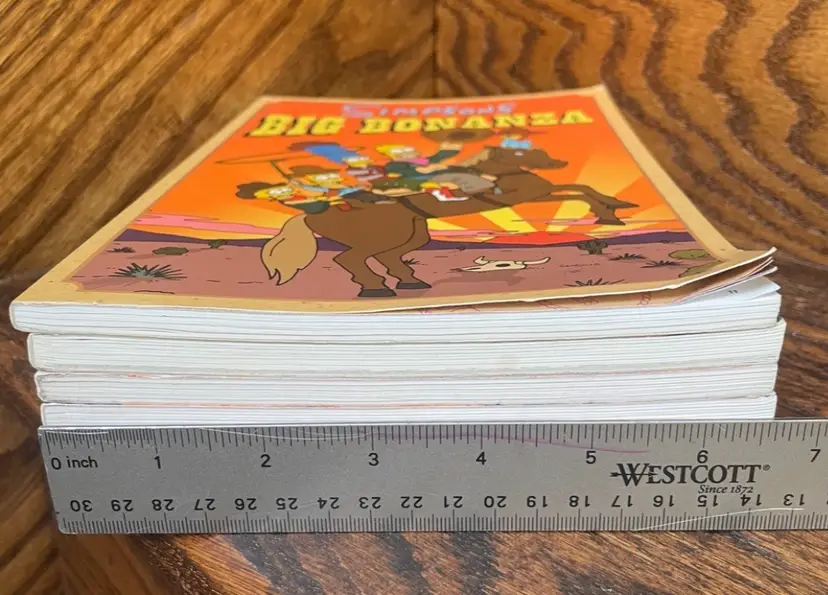 SIMPSONS
BIG BONANZA
0 inch 1 2 3 4 5 6 7
WESTCOTT®
Since 1872
30 29 28 27 26 25 24 23 22 21 20 19 18 17 16 15 14 13